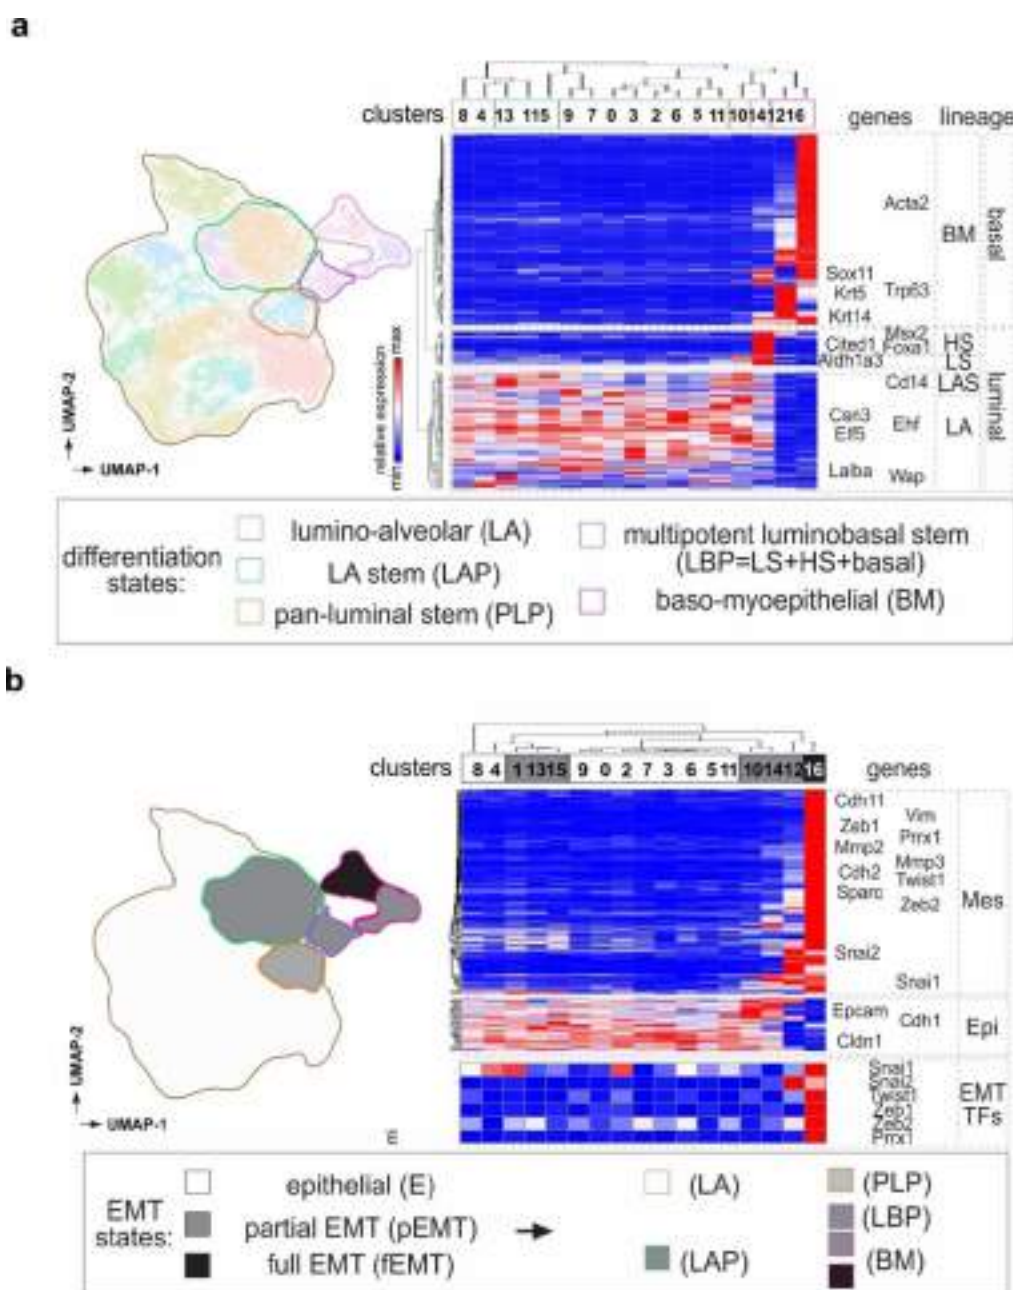 a
clusters 8 4 13 1 15 9 7 0 3 2 6 5 11 10 14 12 16 genes lineage
Acta2
BM
basal
Sox11
Krt5 Trp63
Krt14
Msx2
Cited1 Foxa1 HS
Aldh1a3 LS
Cd14 LAS
Csn3
Ehf LA
Elf5
luminal
Lalba Wap
UMAP-2
UMAP-1
relative expression
min max
differentiation states:
lumino-alveolar (LA)
LA stem (LAP)
pan-luminal stem (PLP)
multipotent luminobasal stem
(LBP=LS+HS+basal)
baso-myoepithelial (BM)
b
clusters 8 4 1 13 15 9 0 2 7 3 6 5 11 10 14 12 16 genes
Cdh11
Vim
Zeb1
Prrx1
Mmp2
Mmp3
Cdh2
Twist1
Sparc
Zeb2
Mes
Snai2
Snai1
Epcam
Cdh1 Epi
Cldn1
Snai1
Snai2
Twist1
Zeb1
Zeb2
Prrx1
EMT
TFs
UMAP-2
UMAP-1
EMT
states:
epithelial (E)
partial EMT (pEMT)
full EMT (fEMT)
(LA)
(LAP)
(PLP)
(LBP)
(BM)